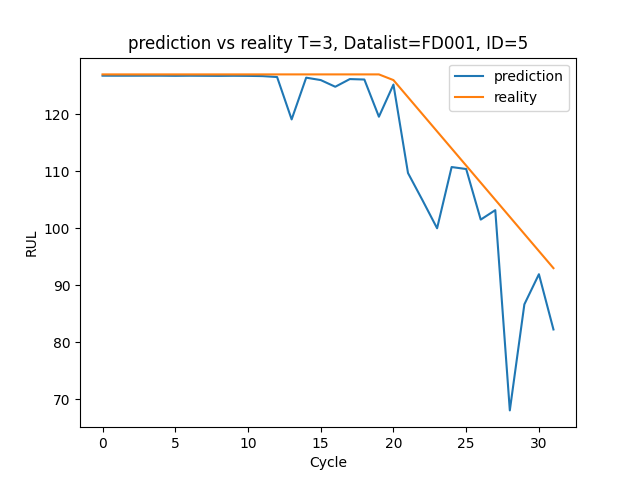 prediction vs reality T=3, Datalist=FD001, ID=5
prediction
reality
120
110
100
90
80
70
RUL
0 5 10 15 20 25 30
Cycle